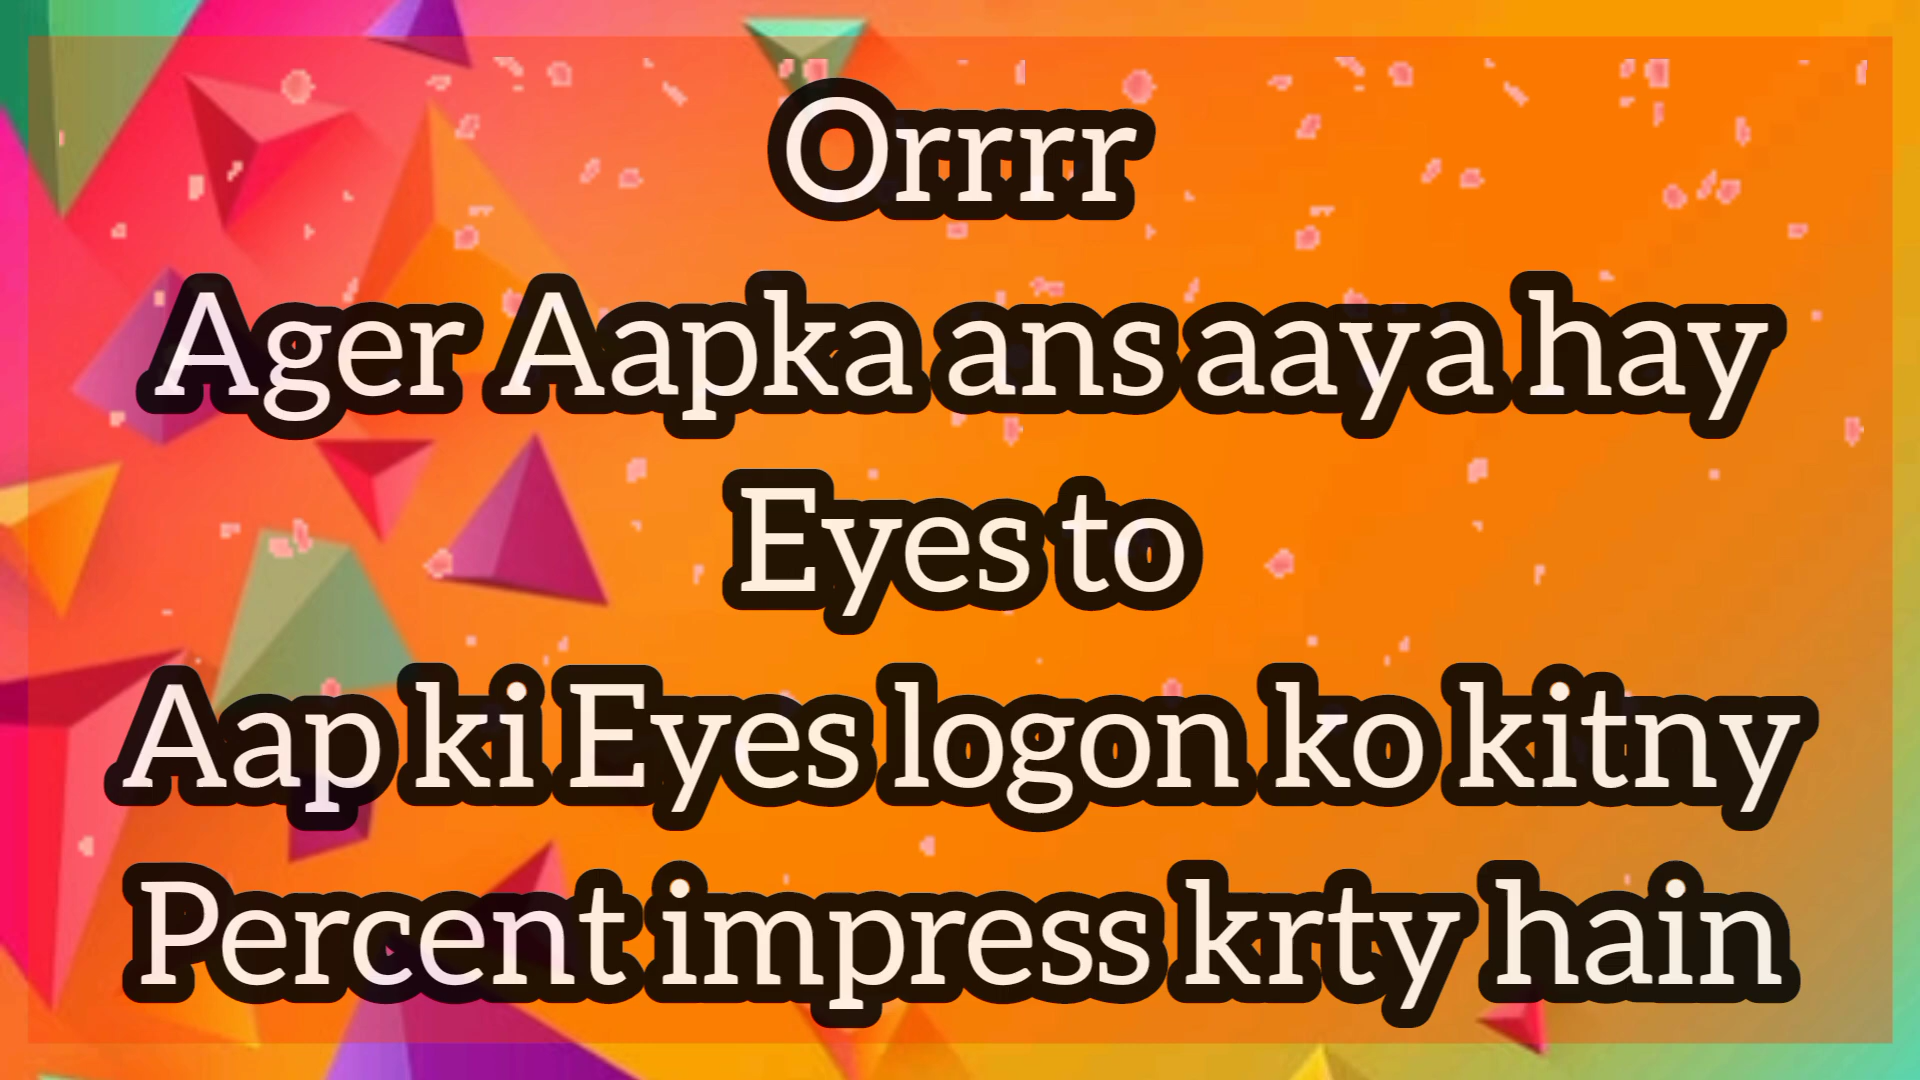 Orrrr
Ager Aapka ans aaya hay
Eyes to
Aap ki Eyes logon ko kitny
Percent impress krty hain